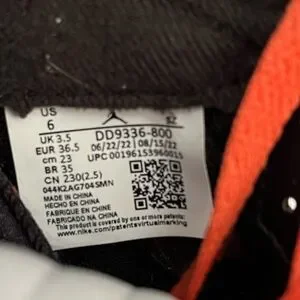 US
6
UK 3.5
EUR 36.5
cm 23
BR 35
CN 230(2.5)
DD9336-800
06/22/22 08/15/22
UPC 00196153960015
044K2AG704SMN
MADE IN CHINA
HECHO EN CHINA
FABRIQUE EN CHINE
FABRICADO NA CHINA
This product is covered by one or more patents.
www.nike.com/patentsvirtualmarking